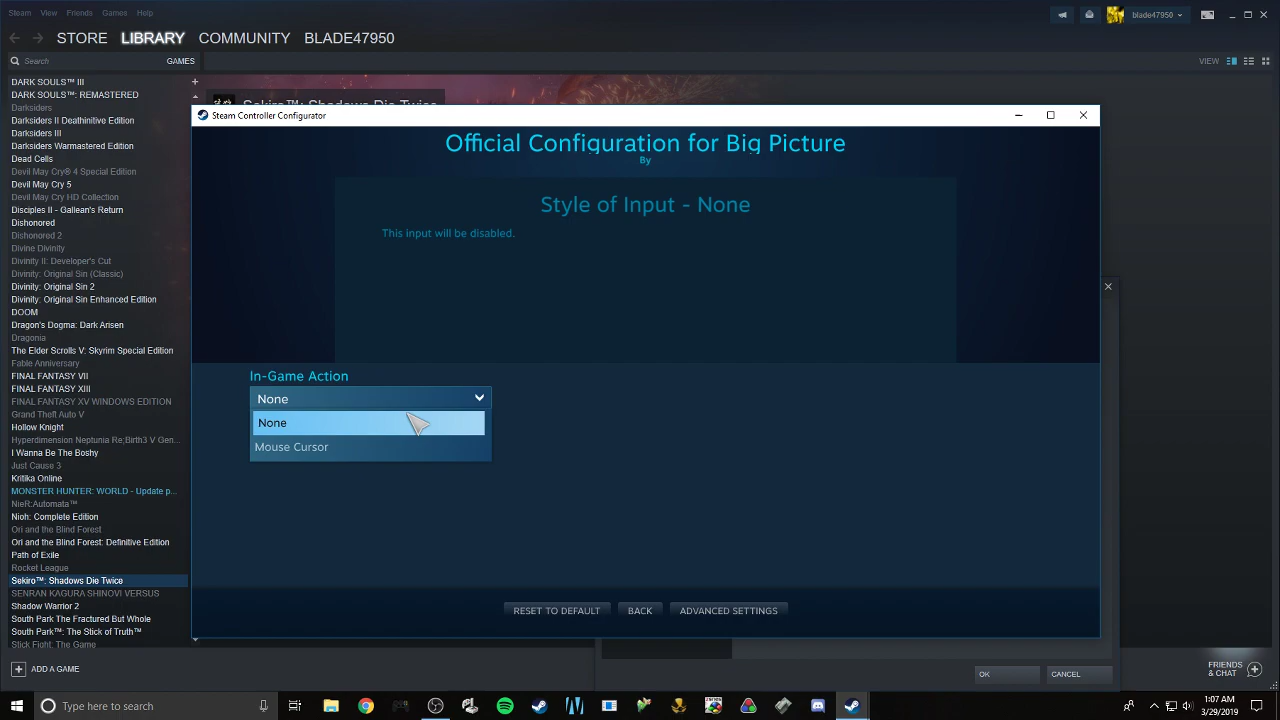 Steam View Friends Games Help
blade47950
STORE LIBRARY COMMUNITY BLADE47950
Search GAMES VIEW
DARK SOULS™ III
DARK SOULS™: REMASTERED
Darksiders
Darksiders II Deathinitive Edition
Darksiders III
Darksiders Warmastered Edition
Dead Cells
Devil May Cry® 4 Special Edition
Devil May Cry 5
Devil May Cry HD Collection
Disciples II - Gallean's Return
Dishonored
Dishonored 2
Divine Divinity
Divinity II: Developer's Cut
Divinity: Original Sin (Classic)
Divinity: Original Sin 2
Divinity: Original Sin Enhanced Edition
DOOM
Dragon's Dogma: Dark Arisen
Dragonia
The Elder Scrolls V: Skyrim Special Edition
Fable Anniversary
FINAL FANTASY VII
FINAL FANTASY XIII
FINAL FANTASY XV WINDOWS EDITION
Grand Theft Auto V
Hollow Knight
Hyperdimension Neptunia Re;Birth3 V Gen...
I Wanna Be The Boshy
Just Cause 3
Kritika Online
MONSTER HUNTER: WORLD - Update p...
NieR:Automata™
Nioh: Complete Edition
Ori and the Blind Forest
Ori and the Blind Forest: Definitive Edition
Path of Exile
Rocket League
Sekiro™: Shadows Die Twice
SENRAN KAGURA SHINOVI VERSUS
Shadow Warrior 2
South Park The Fractured But Whole
South Park™: The Stick of Truth™
Stick Fight: The Game
ADD A GAME
Sekiro™: Shadows Die Twice
Steam Controller Configurator
Official Configuration for Big Picture
By
Style of Input - None
This input will be disabled.
In-Game Action
None
None
Mouse Cursor
RESET TO DEFAULT BACK ADVANCED SETTINGS
OK CANCEL
FRIENDS
& CHAT
Type here to search
1:07 AM
3/29/2019